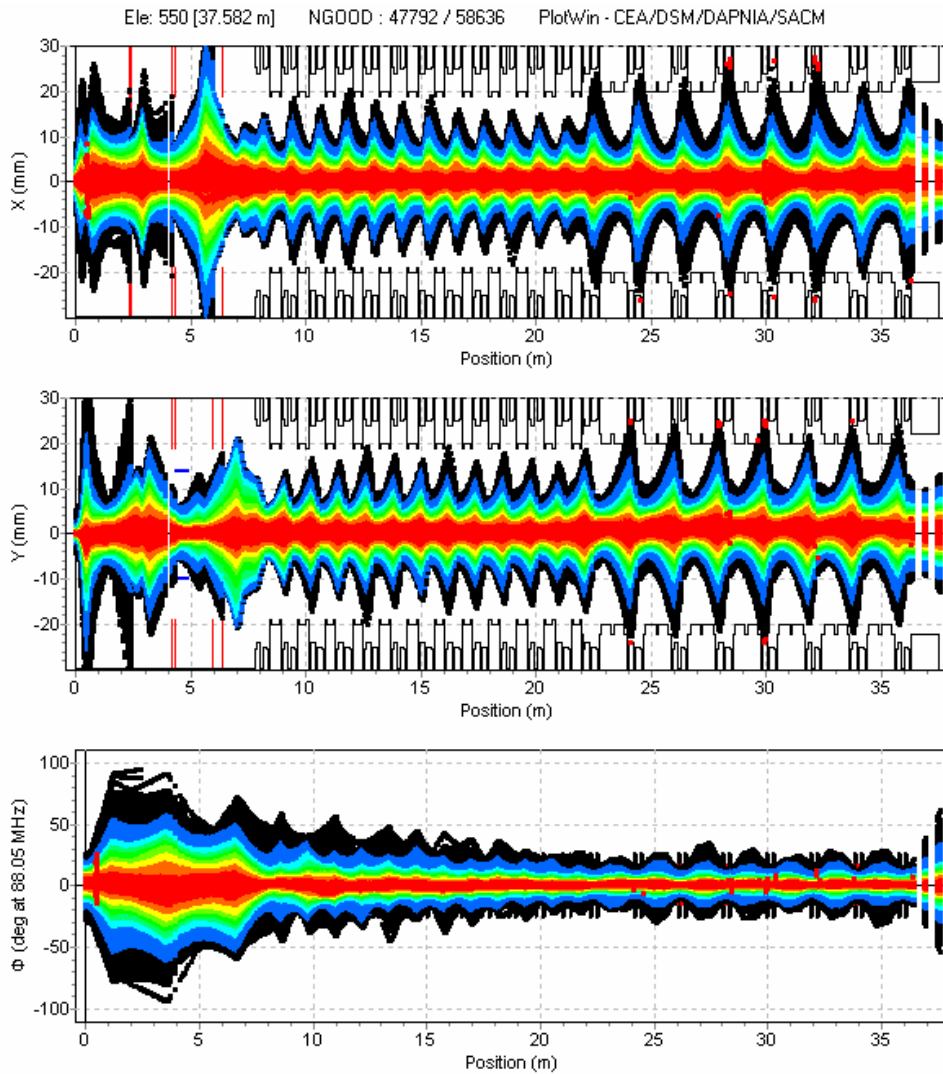 Ele: 550 [37.582 m] NGOOD : 47792 / 58636 PlotWin - CEA/DSM/DAPNIA/SACM
30
20
10
0
-10
-20
X (mm)
0 5 10 15 20 25 30 35
Position (m)
30
20
10
0
-10
-20
Y (mm)
0 5 10 15 20 25 30 35
Position (m)
100
50
0
-50
-100
Φ (deg at 88.05 MHz)
0 5 10 15 20 25 30 35
Position (m)